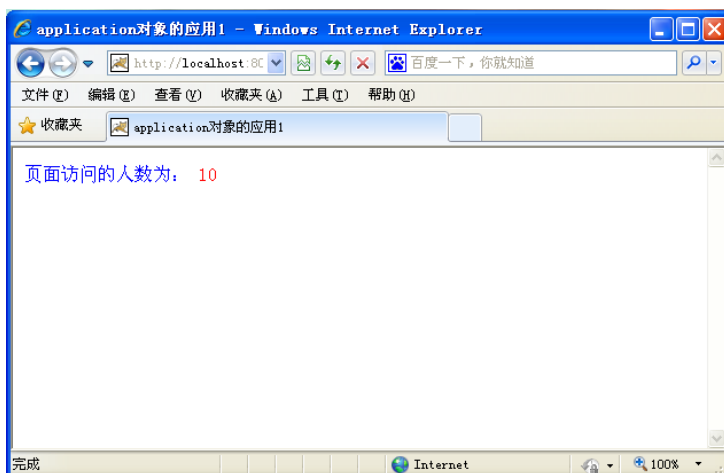 application对象的应用1 - Windows Internet Explorer
http://localhost:80 百度一下，你就知道
文件(F) 编辑(E) 查看(V) 收藏夹(A) 工具(T) 帮助(H)
收藏夹 application对象的应用1
页面访问的人数为： 10
完成 Internet 100%